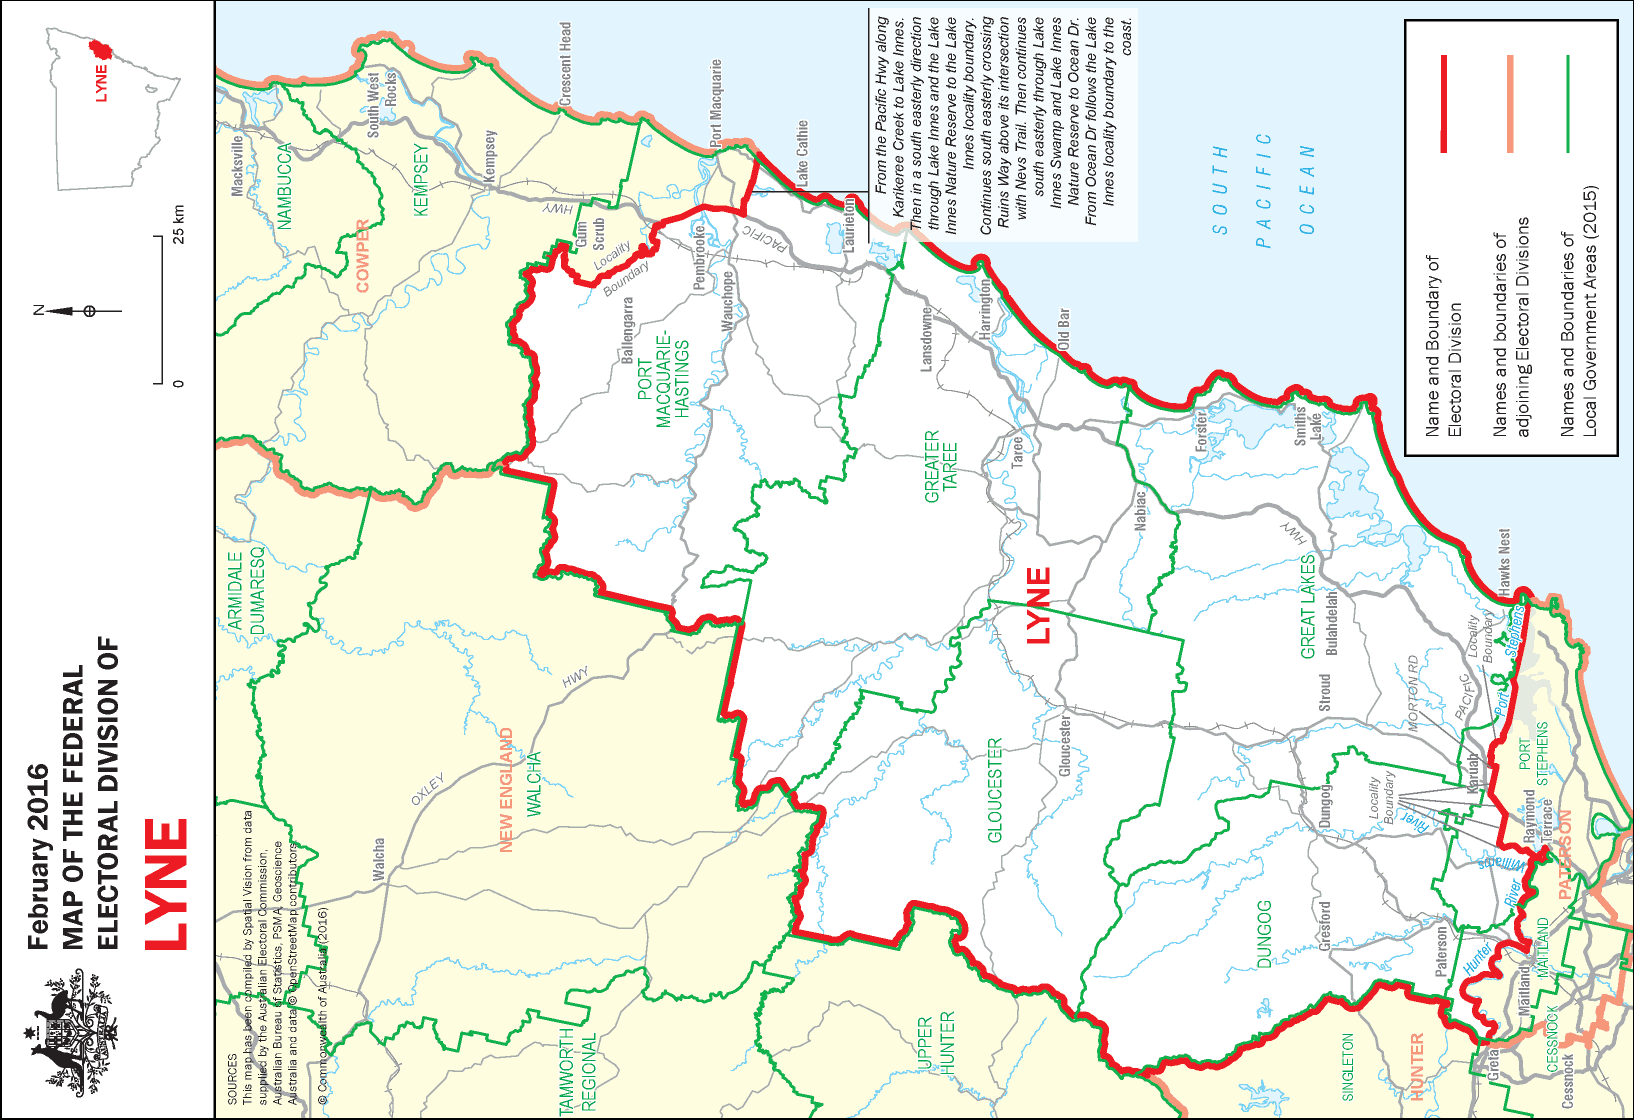 February 2016
MAP OF THE FEDERAL
ELECTORAL DIVISION OF
LYNE
N
0
25 km
LYNE
SOURCES
This map has been compiled by Spatial Vision from data
supplied by the Australian Electoral Commission,
Australian Bureau of Statistics, PSMA, Geoscience
Australia and data © OpenStreetMap contributors
© Commonwealth of Australia (2016)
ARMIDALE
DUMARESQ
NAMBUCCA
Macksville
South West
Rocks
COWPER
KEMPSEY
Kempsey
Crescent Head
HWY
Gum
Scrub
Locality
Boundary
Port Macquarie
Pembrooke
PACIFIC
Wauchope
Lake Cathie
Laurieton
Ballengarra
PORT
MACQUARIE-
HASTINGS
Walcha
OXLEY
HWY
NEW ENGLAND
WALCHA
TAMWORTH
REGIONAL
From the Pacific Hwy along
Karikeree Creek to Lake Innes.
Then in a south easterly direction
through Lake Innes and the Lake
Innes Nature Reserve to the Lake
Innes locality boundary.
Continues south easterly crossing
Ruins Way above its intersection
with News Trail. Then continues
south easterly through Lake
Innes Swamp and Lake Innes
Nature Reserve to Ocean Dr.
From Ocean Dr follows the Lake
Innes locality boundary to the
coast.
Lansdowne
Harrington
Old Bar
GREATER
TAREE
Taree
LYNE
Nabiac
Forster
Smiths
Lake
HWY
GREAT LAKES
Bulahdelah
GLOUCESTER
Gloucester
UPPER
HUNTER
Stroud
MORTON RD
PACIFIC
Locality
Boundary
Hawks Nest
Port
Stephens
Dungog
Locality
Boundary
Karuah
PORT
STEPHENS
River
Williams
Raymond
Terrace
PATERSON
DUNGOG
Gresford
Paterson
Hunter
River
MAITLAND
Maitland
SINGLETON
HUNTER
Greta
CESSNOCK
Cessnock
SOUTH
PACIFIC
OCEAN
Name and Boundary of
Electoral Division
Names and boundaries of
adjoining Electoral Divisions
Names and Boundaries of
Local Government Areas (2015)